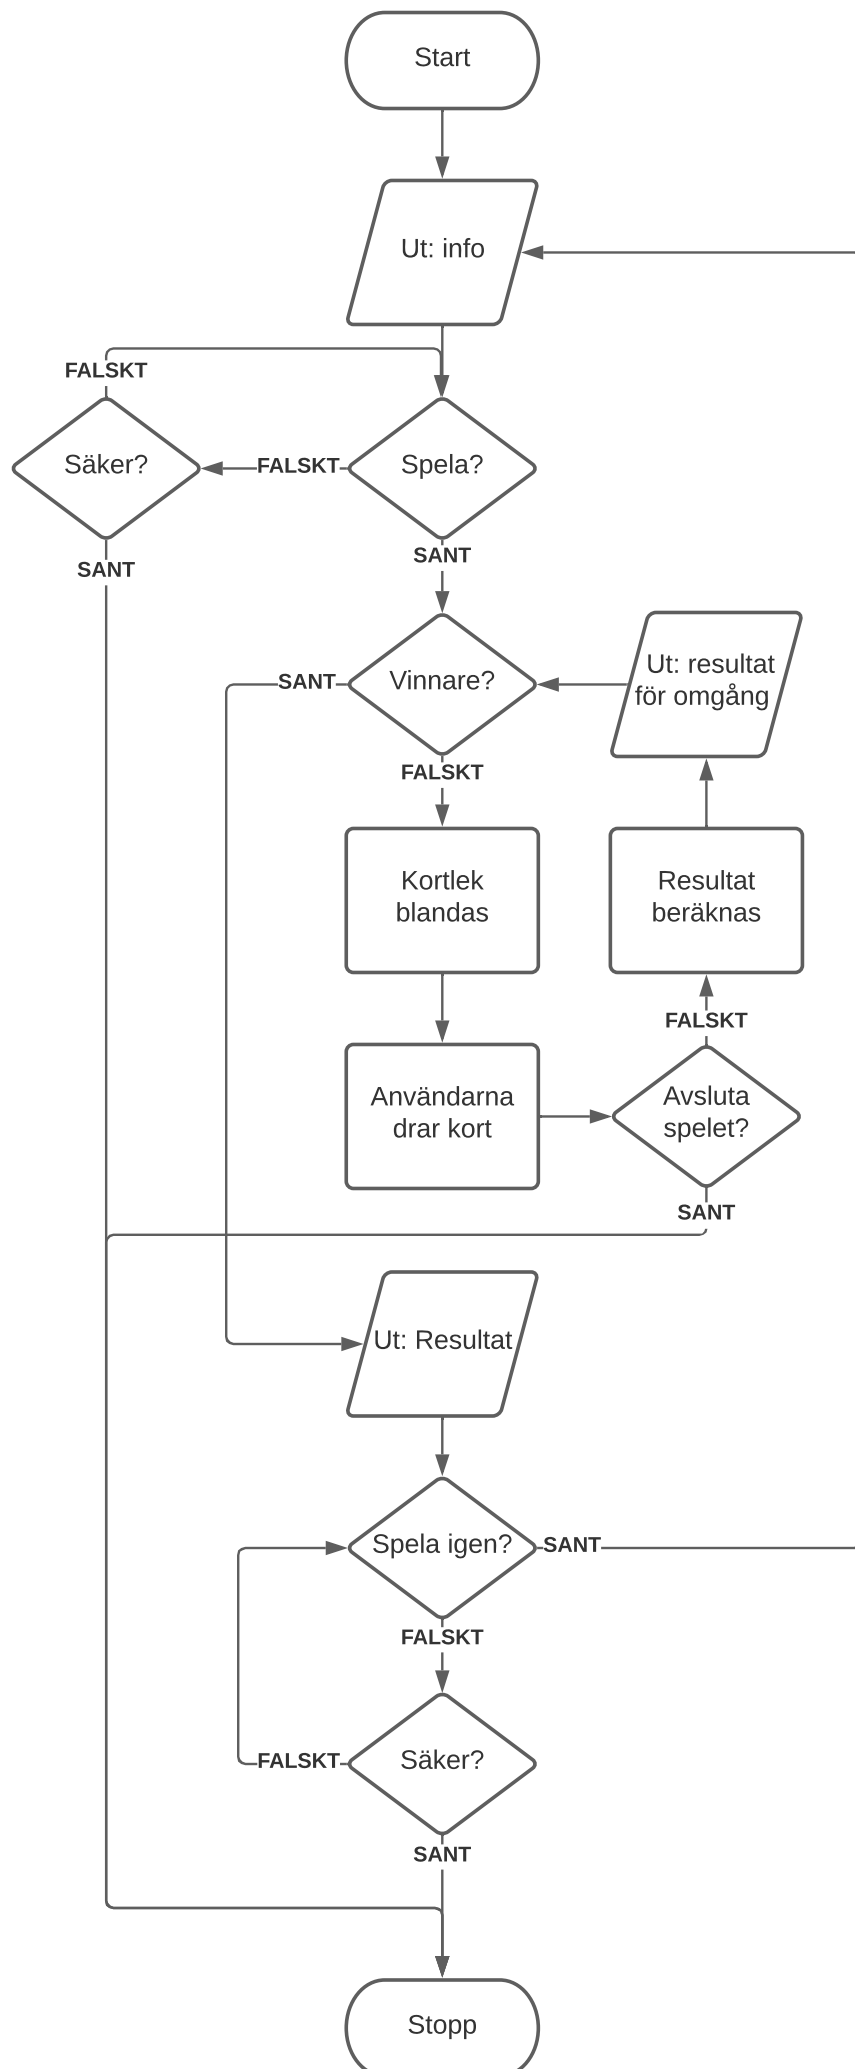 Start
Ut: info
FALSKT
Säker?
FALSKT
Spela?
SANT
SANT
SANT
Vinnare?
Ut: resultat
för omgång
FALSKT
Kortlek
blandas
Resultat
beräknas
FALSKT
Användarna
drar kort
Avsluta
spelet?
SANT
Ut: Resultat
Spela igen?
SANT
FALSKT
FALSKT
Säker?
SANT
Stopp